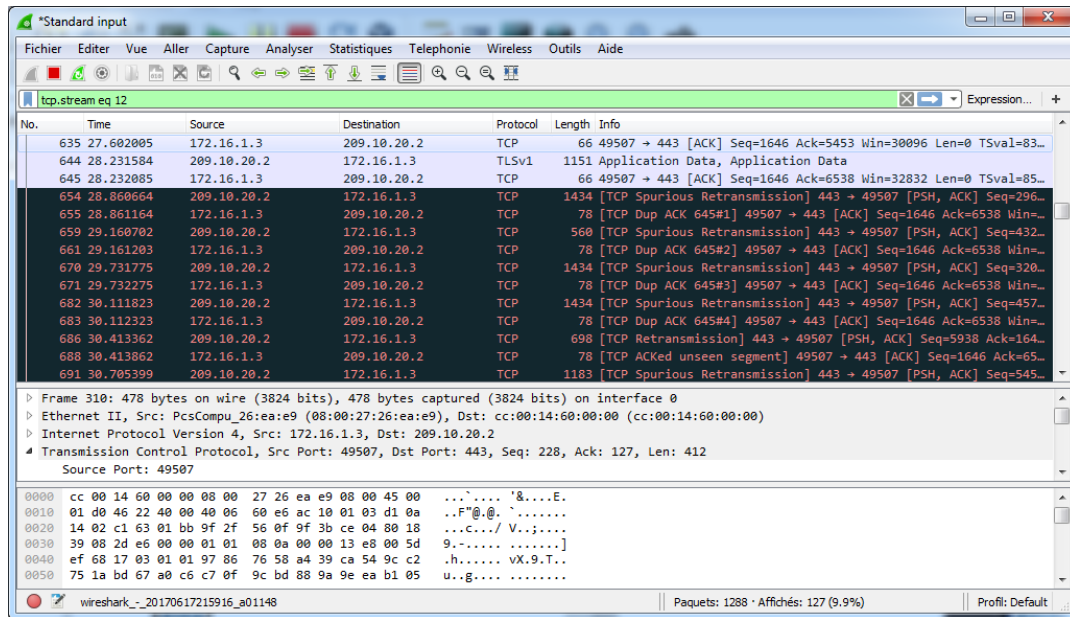 *Standard input
Fichier Editer Vue Aller Capture Analyser Statistiques Telephonie Wireless Outils Aide
tcp.stream eq 12 Expression... +
No. Time Source Destination Protocol Length Info
635 27.602005 172.16.1.3 209.10.20.2 TCP 66 49507 → 443 [ACK] Seq=1646 Ack=5453 Win=30096 Len=0 TSval=83…
644 28.231584 209.10.20.2 172.16.1.3 TLSv1 1151 Application Data, Application Data
645 28.232085 172.16.1.3 209.10.20.2 TCP 66 49507 → 443 [ACK] Seq=1646 Ack=6538 Win=32832 Len=0 TSval=85…
654 28.860664 209.10.20.2 172.16.1.3 TCP 1434 [TCP Spurious Retransmission] 443 → 49507 [PSH, ACK] Seq=296…
655 28.861164 172.16.1.3 209.10.20.2 TCP 78 [TCP Dup ACK 645#1] 49507 → 443 [ACK] Seq=1646 Ack=6538 Win=…
659 29.160702 209.10.20.2 172.16.1.3 TCP 560 [TCP Spurious Retransmission] 443 → 49507 [PSH, ACK] Seq=432…
661 29.161203 172.16.1.3 209.10.20.2 TCP 78 [TCP Dup ACK 645#2] 49507 → 443 [ACK] Seq=1646 Ack=6538 Win=…
670 29.731775 209.10.20.2 172.16.1.3 TCP 1434 [TCP Spurious Retransmission] 443 → 49507 [PSH, ACK] Seq=320…
671 29.732275 172.16.1.3 209.10.20.2 TCP 78 [TCP Dup ACK 645#3] 49507 → 443 [ACK] Seq=1646 Ack=6538 Win=…
682 30.111823 209.10.20.2 172.16.1.3 TCP 1434 [TCP Spurious Retransmission] 443 → 49507 [PSH, ACK] Seq=457…
683 30.112323 172.16.1.3 209.10.20.2 TCP 78 [TCP Dup ACK 645#4] 49507 → 443 [ACK] Seq=1646 Ack=6538 Win=…
686 30.413362 209.10.20.2 172.16.1.3 TCP 698 [TCP Retransmission] 443 → 49507 [PSH, ACK] Seq=5938 Ack=164…
688 30.413862 172.16.1.3 209.10.20.2 TCP 78 [TCP ACKed unseen segment] 49507 → 443 [ACK] Seq=1646 Ack=65…
691 30.705399 209.10.20.2 172.16.1.3 TCP 1183 [TCP Spurious Retransmission] 443 → 49507 [PSH, ACK] Seq=545…
Frame 310: 478 bytes on wire (3824 bits), 478 bytes captured (3824 bits) on interface 0
Ethernet II, Src: PcsCompu_26:ea:e9 (08:00:27:26:ea:e9), Dst: cc:00:14:60:00:00 (cc:00:14:60:00:00)
Internet Protocol Version 4, Src: 172.16.1.3, Dst: 209.10.20.2
Transmission Control Protocol, Src Port: 49507, Dst Port: 443, Seq: 228, Ack: 127, Len: 412
Source Port: 49507
0000 cc 00 14 60 00 00 08 00 27 26 ea e9 08 00 45 00 ...`.... '&....E.
0010 01 d0 46 22 40 00 40 06 60 e6 ac 10 01 03 d1 0a ..F"@.@. `.......
0020 14 02 c1 63 01 bb 9f 2f 56 0f 9f 3b ce 04 80 18 ...c.../ V..;....
0030 39 08 2d e6 00 00 01 01 08 0a 00 00 13 e8 00 5d 9.-..... .......]
0040 ef 68 17 03 01 01 97 86 76 58 a4 39 ca 54 9c c2 .h...... vX.9.T..
0050 75 1a bd 67 a0 c6 c7 0f 9c bd 88 9a 9e ea b1 05 u..g.... ........
wireshark_-_20170617215916_a01148 Paquets: 1288 · Affichés: 127 (9.9%) Profil: Default